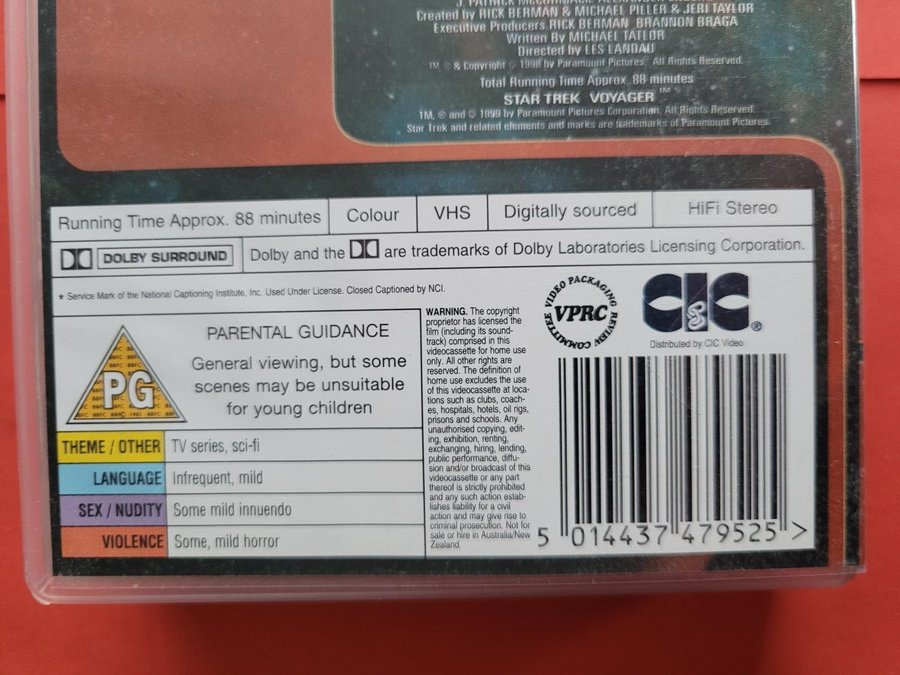 J. PATRICK McCORMACK
Created by RICK BERMAN & MICHAEL PILLER & JERI TAYLOR
Executive Producers RICK BERMAN BRANNON BRAGA
Written By MICHAEL TAYLOR
Directed by LES LANDAU
TM, ® & Copyright © 1998 by Paramount Pictures. All Rights Reserved.
Total Running Time Approx. 88 minutes
STAR TREK VOYAGER™
TM, ® and © 1999 by Paramount Pictures Corporation. All Rights Reserved.
Star Trek and related elements and marks are trademarks of Paramount Pictures.
Running Time Approx. 88 minutes
Colour
VHS
Digitally sourced
HiFi Stereo
DOLBY SURROUND
Dolby and the DD are trademarks of Dolby Laboratories Licensing Corporation.
* Service Mark of the National Captioning Institute, Inc. Used Under License. Closed Captioned by NCI.
PARENTAL GUIDANCE
General viewing, but some
scenes may be unsuitable
for young children
PG
THEME / OTHER TV series, sci-fi
LANGUAGE Infrequent, mild
SEX / NUDITY Some mild innuendo
VIOLENCE Some, mild horror
WARNING. The copyright
proprietor has licensed the
film (including its sound-
track) comprised in this
videocassette for home use
only. All other rights are
reserved. The definition of
home use excludes the use
of this videocassette at loca-
tions such as clubs, coach-
es, hospitals, hotels, oil rigs,
prisons and schools. Any
unauthorised copying, edit-
ing, exhibition, renting,
exchanging, hiring, lending,
public performance, diffu-
sion and/or broadcast of this
videocassette or any part
thereof is strictly prohibited
and any such action estab-
lishes liability for a civil
action and may give rise to
criminal prosecution. Not for
sale or hire in Australia/New
Zealand.
VIDEO PACKAGING REVIEW COMMITTEE
VPRC
CIC ®
Distributed by CIC Video
5 014437 479525 >